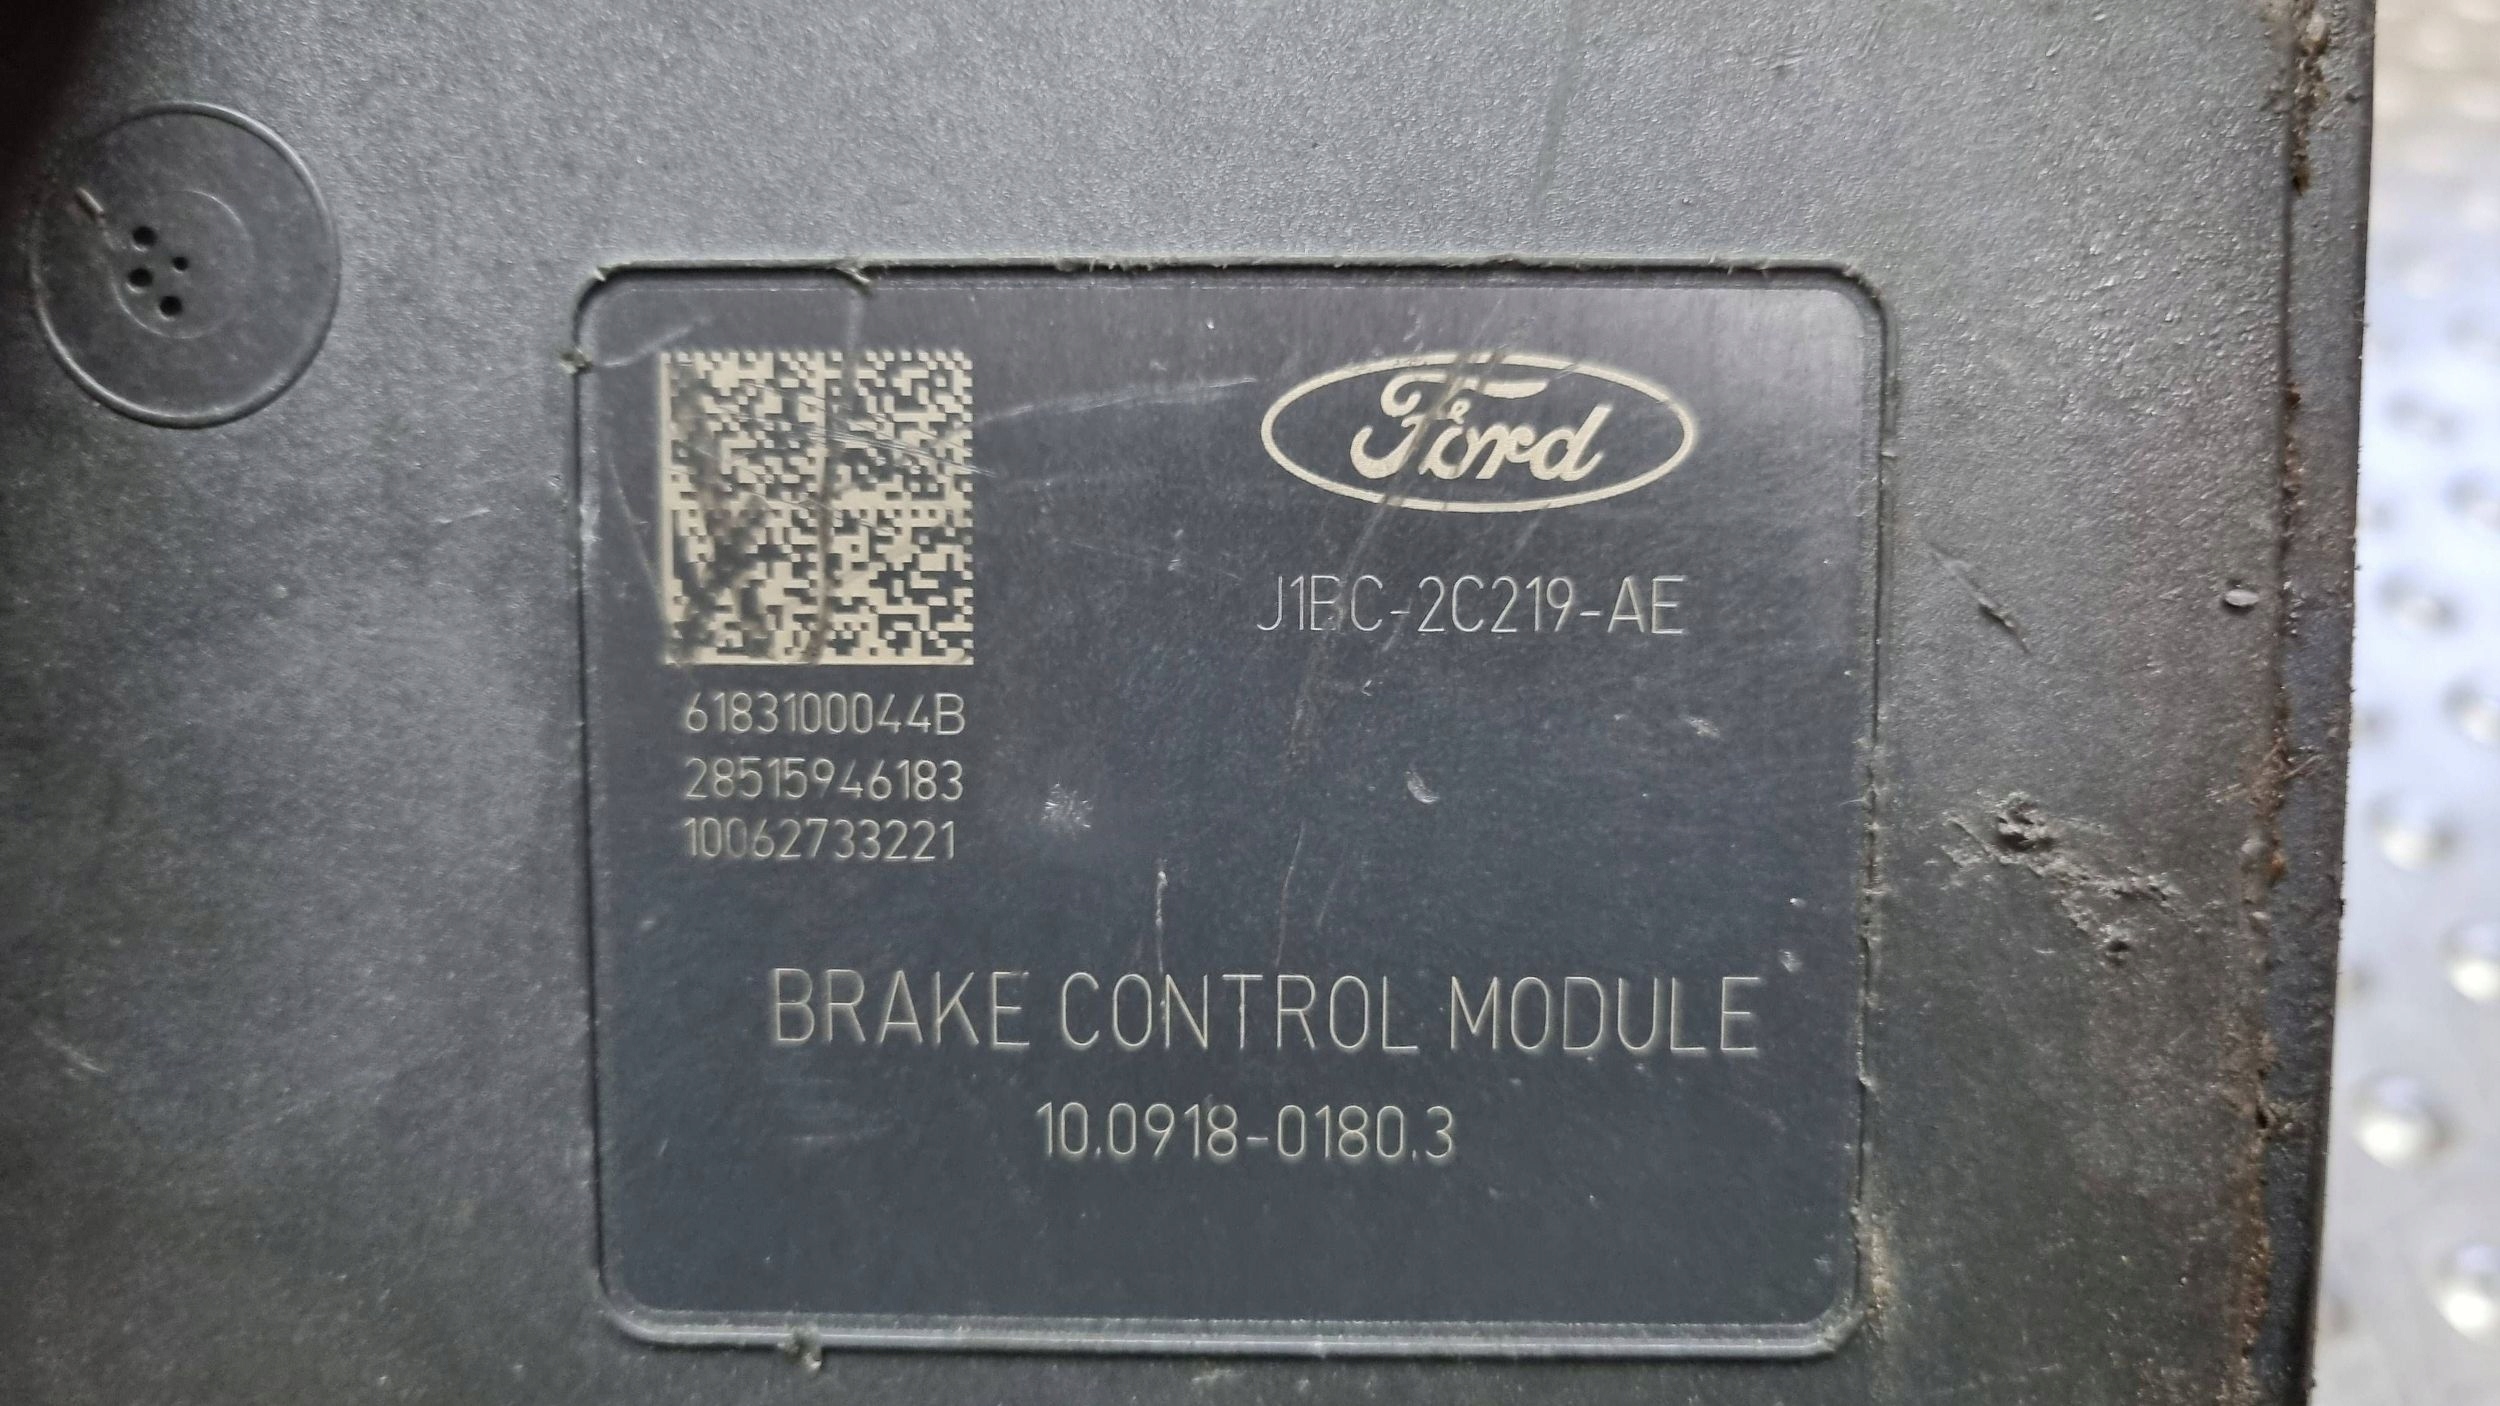 Ford
J1BC-2C219-AE
6183100044B
28515946183
10062733221
BRAKE CONTROL MODULE
10.0918-0180.3